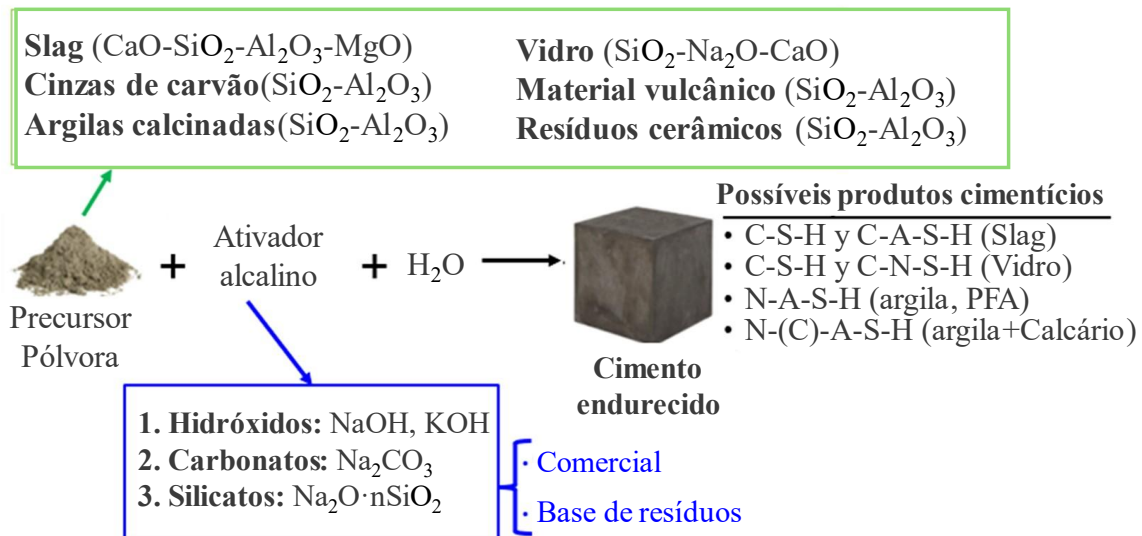 Slag (CaO-SiO₂-Al₂O₃-MgO)
Cinzas de carvão(SiO₂-Al₂O₃)
Argilas calcinadas(SiO₂-Al₂O₃)
Vidro (SiO₂-Na₂O-CaO)
Material vulcânico (SiO₂-Al₂O₃)
Resíduos cerâmicos (SiO₂-Al₂O₃)
Precursor
Pólvora
+
Ativador
alcalino
+
H₂O
Cimento
endurecido
Possíveis produtos cimentícios
• C-S-H y C-A-S-H (Slag)
• C-S-H y C-N-S-H (Vidro)
• N-A-S-H (argila, PFA)
• N-(C)-A-S-H (argila+Calcário)
1. Hidróxidos: NaOH, KOH
2. Carbonatos: Na₂CO₃
3. Silicatos: Na₂O·nSiO₂
· Comercial
· Base de resíduos